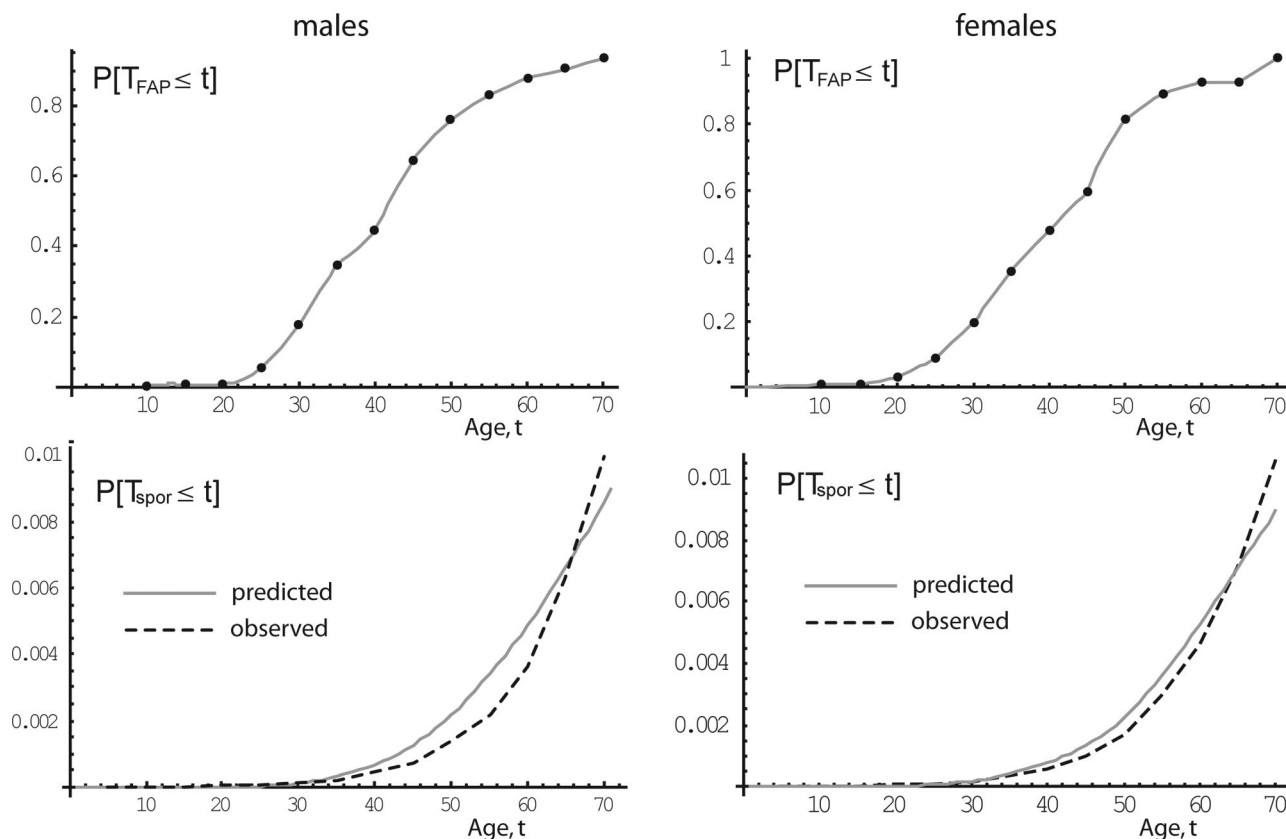 males
P[T_FAP ≤ t]
0.8
0.6
0.4
0.2
10 20 30 40 50 60 70
Age, t
females
P[T_FAP ≤ t]
1
0.8
0.6
0.4
0.2
10 20 30 40 50 60 70
Age, t
0.01
P[T_spor ≤ t]
0.008
0.006
predicted
observed
0.004
0.002
10 20 30 40 50 60 70
Age, t
P[T_spor ≤ t]
0.01
0.008
0.006
predicted
observed
0.004
0.002
10 20 30 40 50 60 70
Age, t